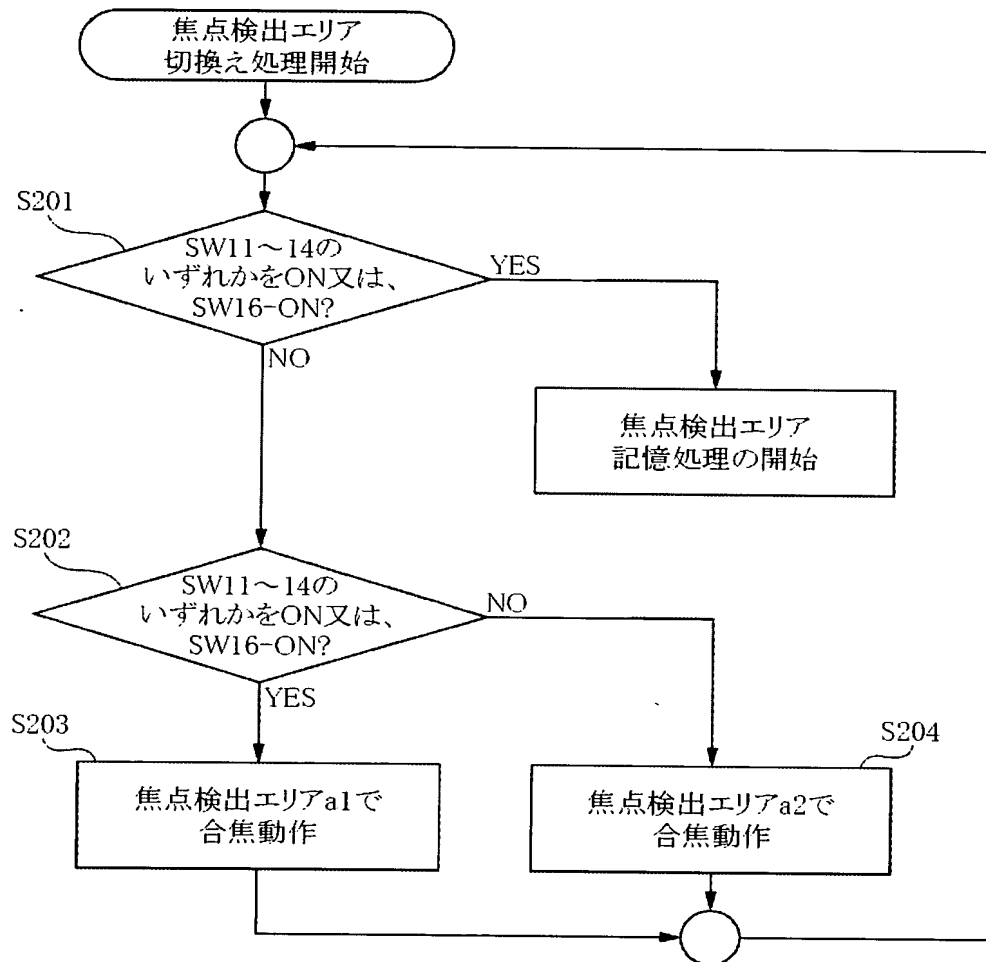 焦点検出エリア
切換え処理開始
S201
SW11～14の
いずれかをON又は、
SW16-ON?
YES
NO
焦点検出エリア
記憶処理の開始
S202
SW11～14の
いずれかをON又は、
SW16-ON?
NO
YES
S203
焦点検出エリアa1で
合焦動作
S204
焦点検出エリアa2で
合焦動作